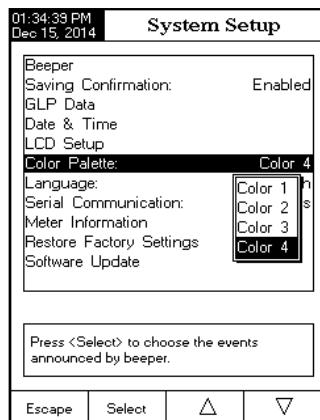 01:34:39 PM
Dec 15, 2014
System Setup
Beeper
Saving Confirmation: Enabled
GLP Data
Date & Time
LCD Setup
Color Palette: Color 4
Language: h
Serial Communication: s
Meter Information
Restore Factory Settings
Software Update
Color 1
Color 2
Color 3
Color 4
Press <Select> to choose the events
announced by beeper.
Escape Select